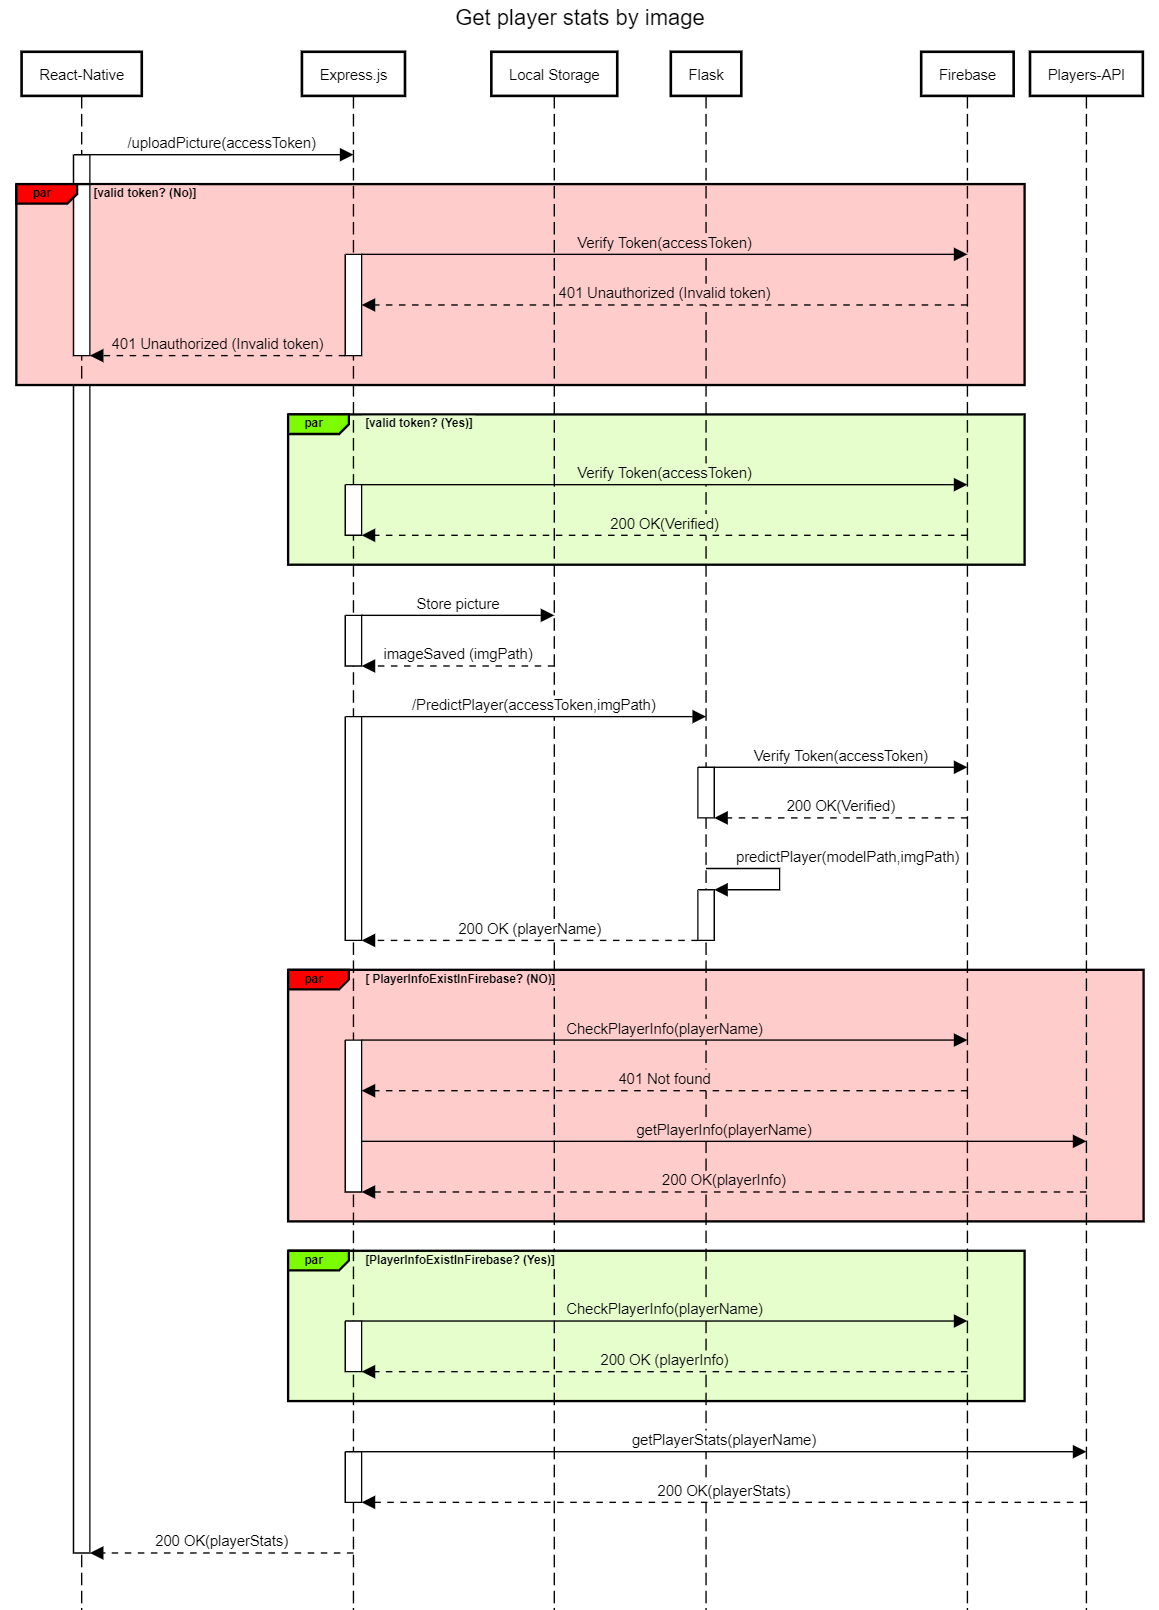 Get player stats by image
React-Native
Express.js
Local Storage
Flask
Firebase
Players-API
/uploadPicture(accessToken)
par
[valid token? (No)]
Verify Token(accessToken)
401 Unauthorized (Invalid token)
401 Unauthorized (Invalid token)
par
[valid token? (Yes)]
Verify Token(accessToken)
200 OK(Verified)
Store picture
imageSaved (imgPath)
/PredictPlayer(accessToken,imgPath)
Verify Token(accessToken)
200 OK(Verified)
predictPlayer(modelPath,imgPath)
200 OK (playerName)
par
[ PlayerInfoExistInFirebase? (NO)]
CheckPlayerInfo(playerName)
401 Not found
getPlayerInfo(playerName)
200 OK(playerInfo)
par
[PlayerInfoExistInFirebase? (Yes)]
CheckPlayerInfo(playerName)
200 OK (playerInfo)
getPlayerStats(playerName)
200 OK(playerStats)
200 OK(playerStats)